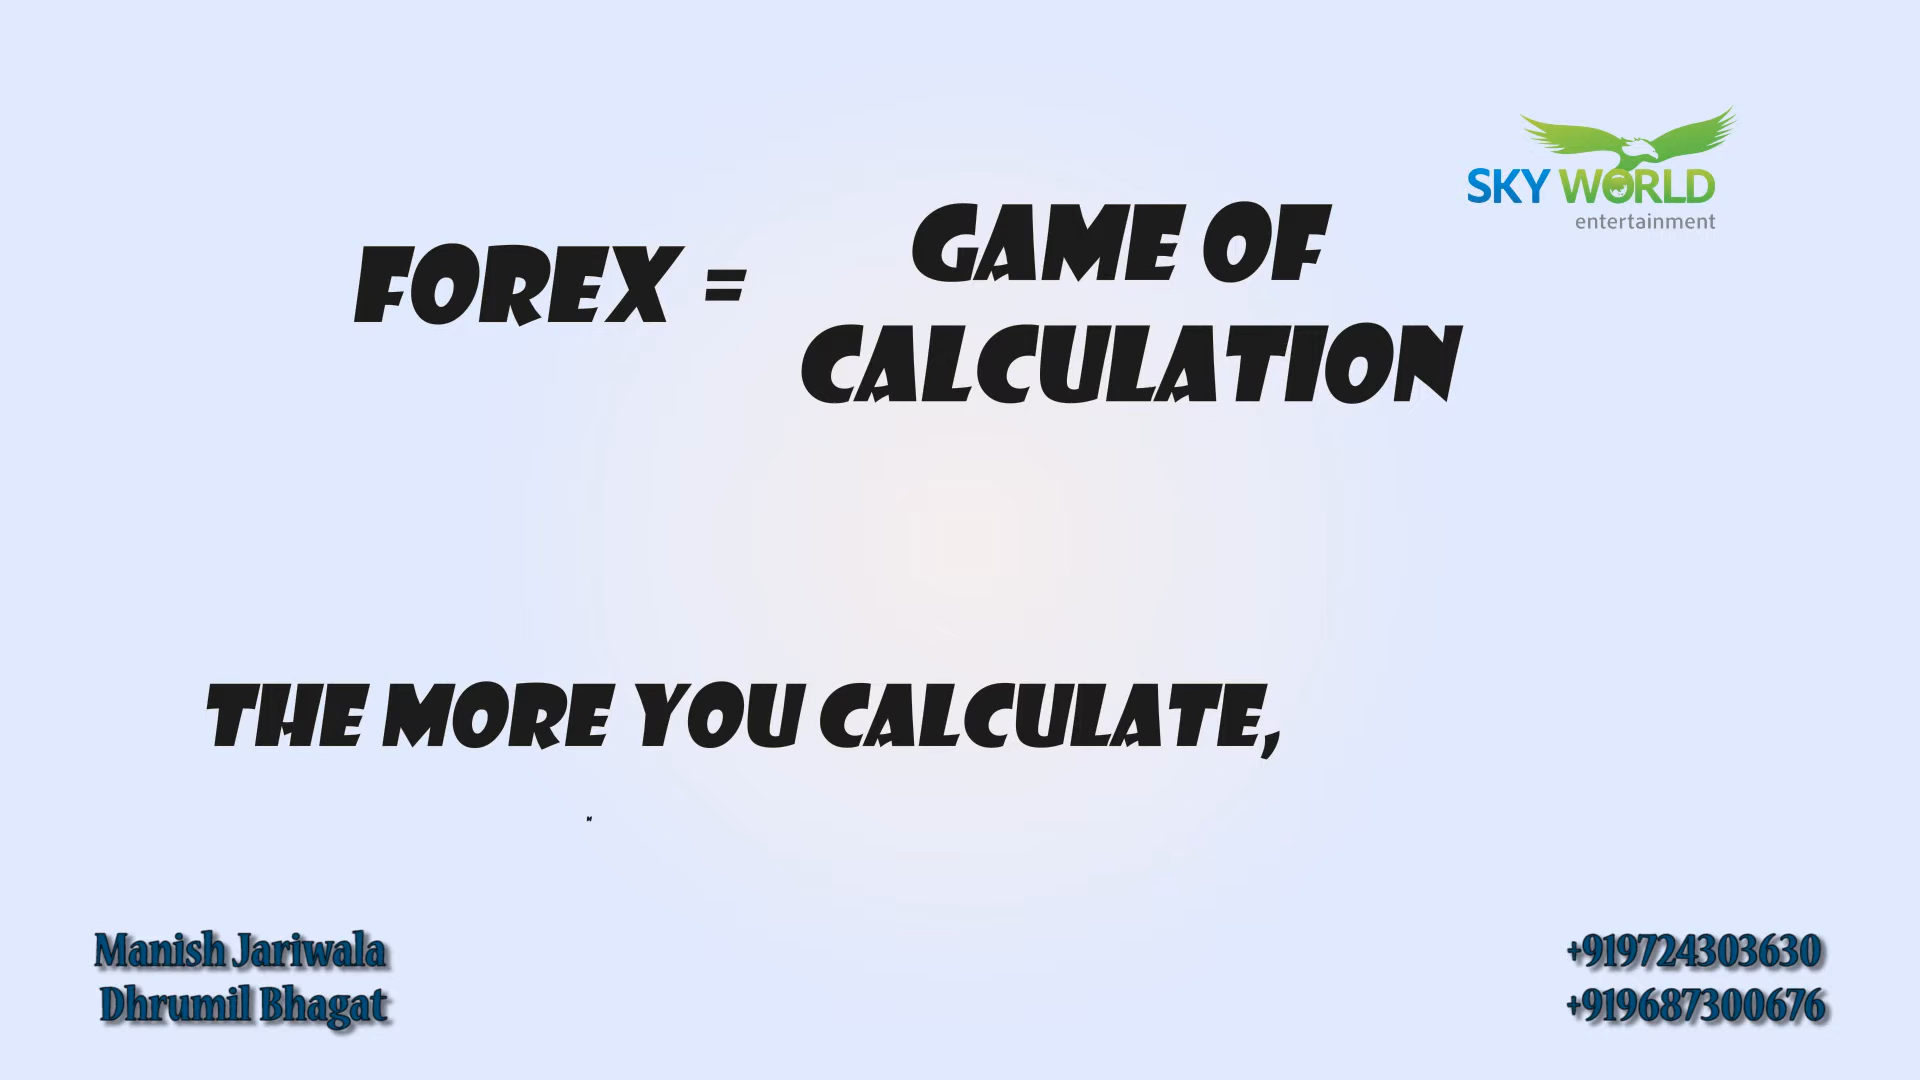 SKY WORLD
entertainment
FOREX = GAME OF
CALCULATION
THE MORE YOU CALCULATE,
Manish Jariwala
Dhrumil Bhagat
+919724303630
+919687300676